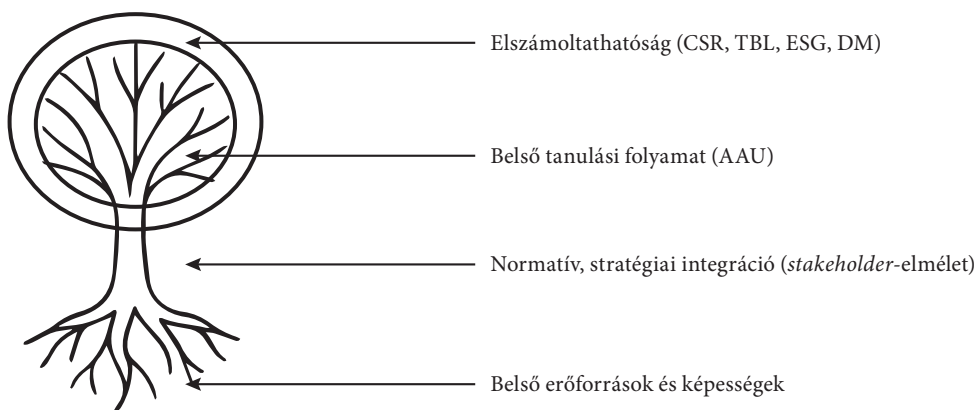 Elszámoltathatóság (CSR, TBL, ESG, DM)
Belső tanulási folyamat (AAU)
Normatív, stratégiai integráció (stakeholder-elmélet)
Belső erőforrások és képességek